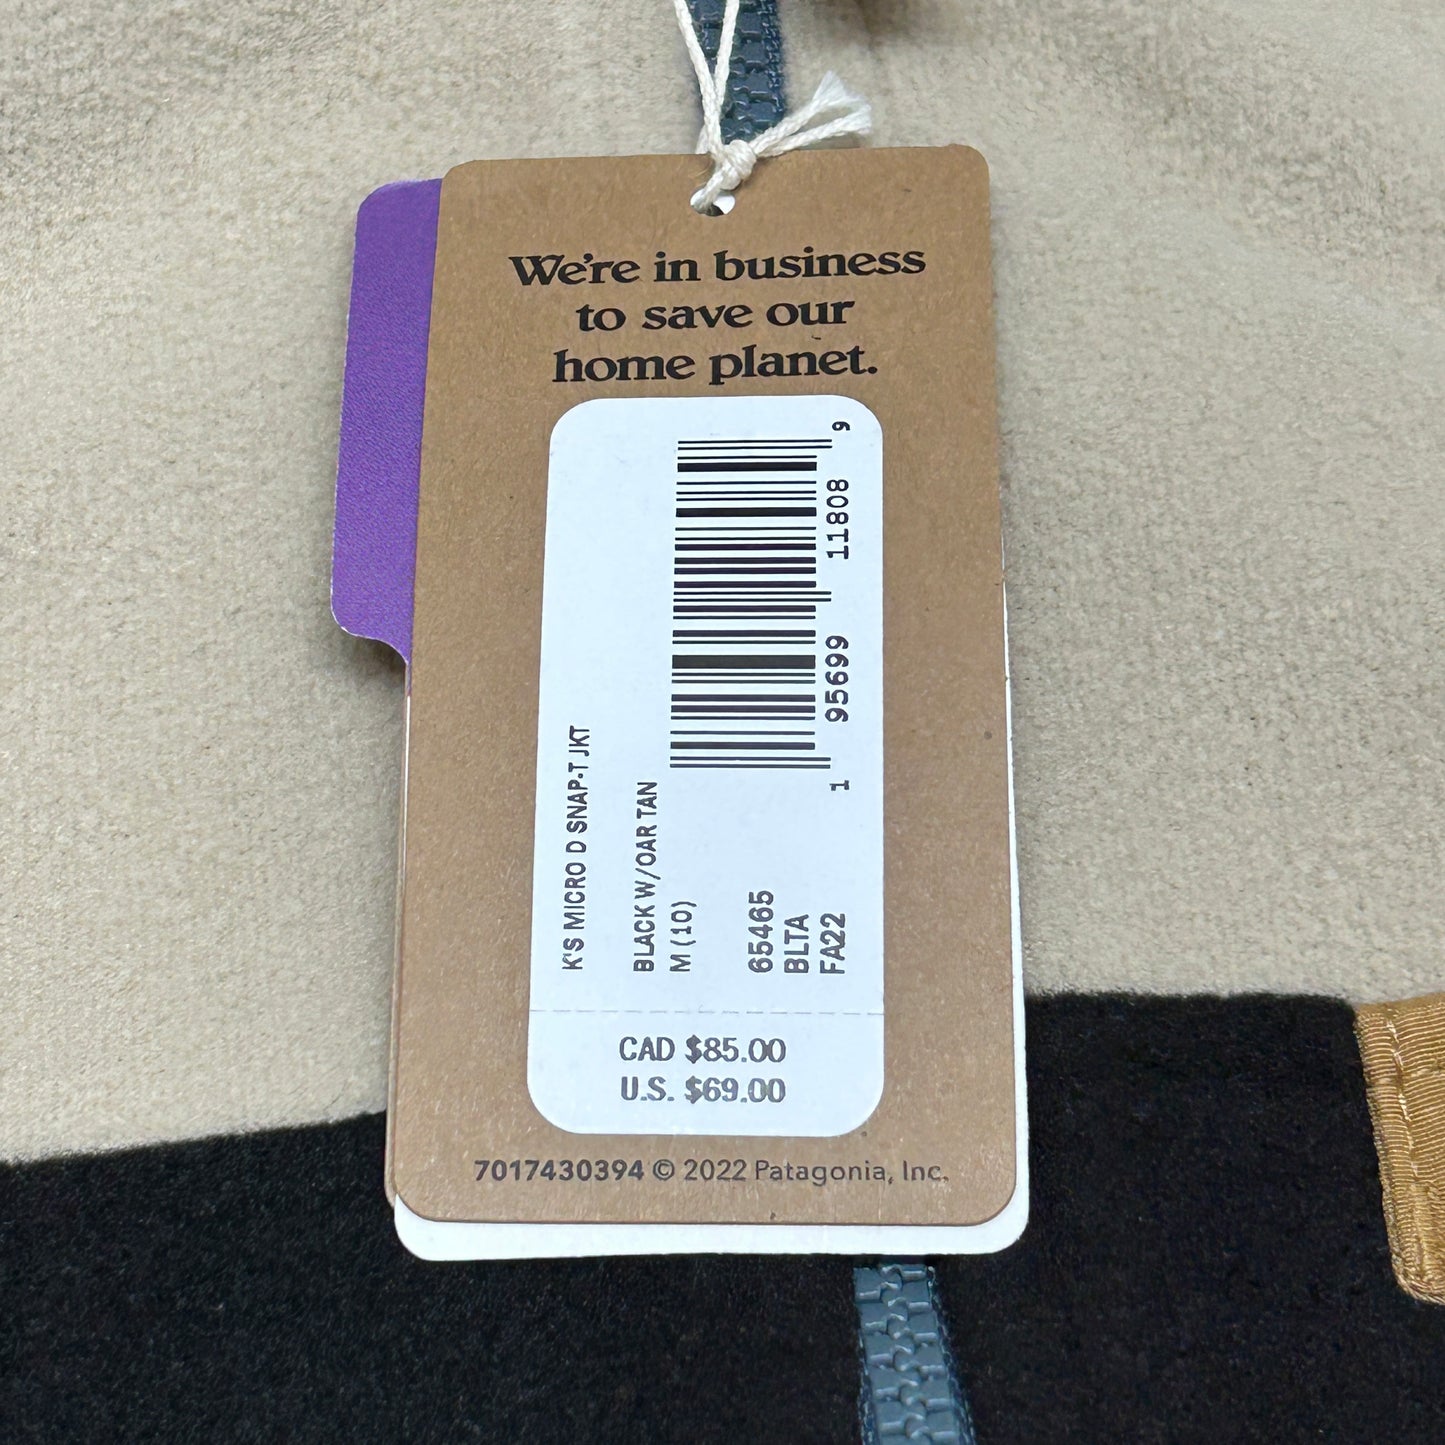 We're in business
to save our
home planet.
K'S MICRO D SNAP-T JKT
BLACK W/OAR TAN
M (10)
65465
BLTA
FA22
1 95699 11808 9
CAD $85.00
U.S. $69.00
7017430394 © 2022 Patagonia, Inc.